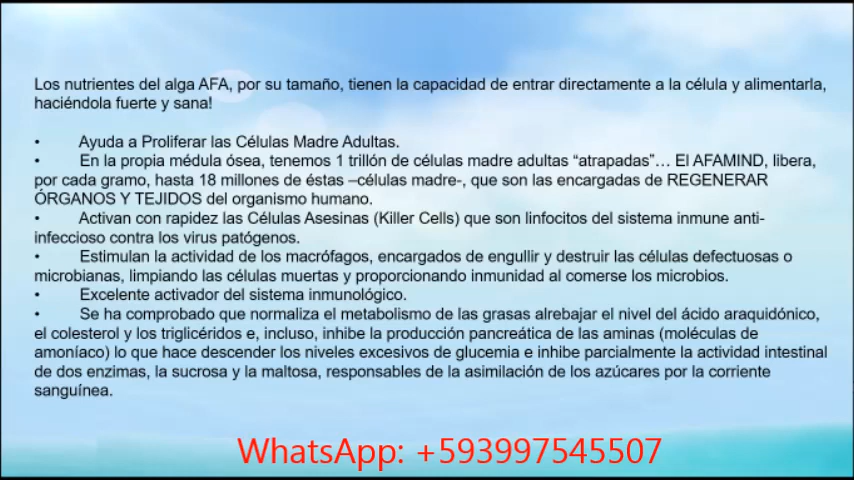 Los nutrientes del alga AFA, por su tamaño, tienen la capacidad de entrar directamente a la célula y alimentarla,
haciéndola fuerte y sana!
• Ayuda a Proliferar las Células Madre Adultas.
• En la propia médula ósea, tenemos 1 trillón de células madre adultas “atrapadas”… El AFAMIND, libera,
por cada gramo, hasta 18 millones de éstas –células madre-, que son las encargadas de REGENERAR
ÓRGANOS Y TEJIDOS del organismo humano.
• Activan con rapidez las Células Asesinas (Killer Cells) que son linfocitos del sistema inmune anti-
infeccioso contra los virus patógenos.
• Estimulan la actividad de los macrófagos, encargados de engullir y destruir las células defectuosas o
microbianas, limpiando las células muertas y proporcionando inmunidad al comerse los microbios.
• Excelente activador del sistema inmunológico.
• Se ha comprobado que normaliza el metabolismo de las grasas alrebajar el nivel del ácido araquidónico,
el colesterol y los triglicéridos e, incluso, inhibe la producción pancreática de las aminas (moléculas de
amoníaco) lo que hace descender los niveles excesivos de glucemia e inhibe parcialmente la actividad intestinal
de dos enzimas, la sucrosa y la maltosa, responsables de la asimilación de los azúcares por la corriente
sanguínea.
WhatsApp: +593997545507